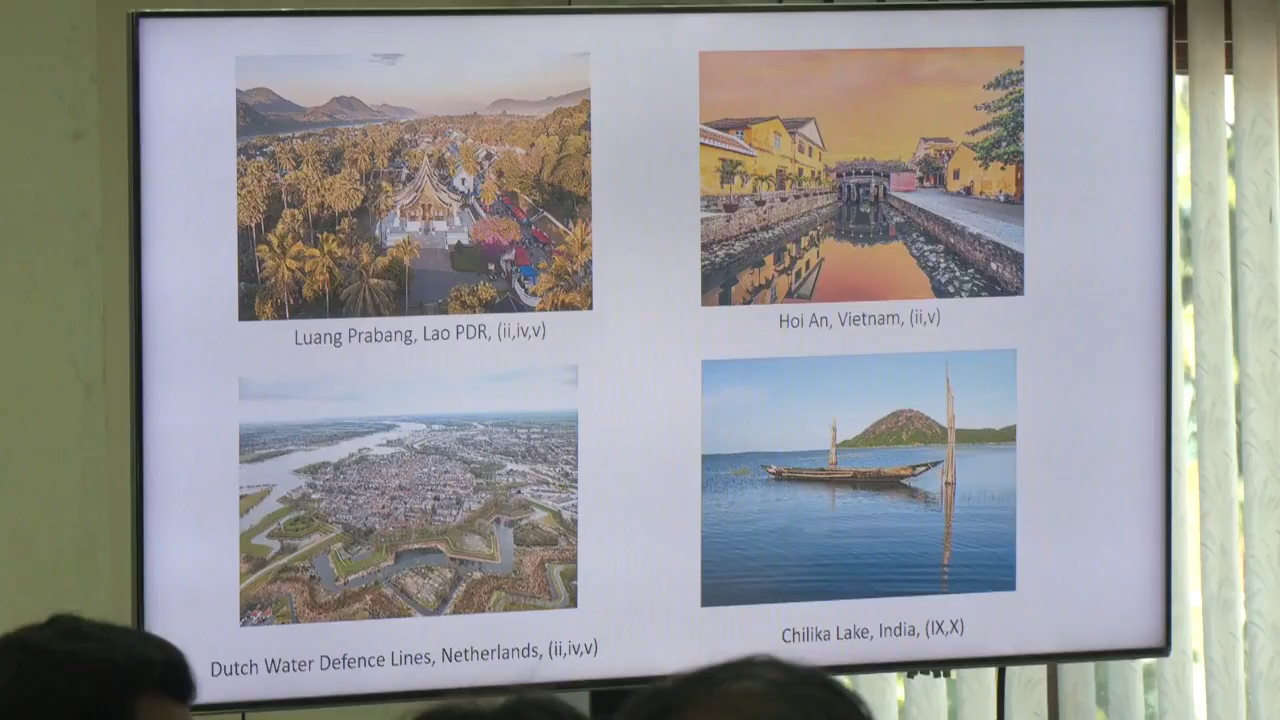 Luang Prabang, Lao PDR, (ii,iv,v)
Hoi An, Vietnam, (ii,v)
Dutch Water Defence Lines, Netherlands, (ii,iv,v)
Chilika Lake, India, (IX,X)